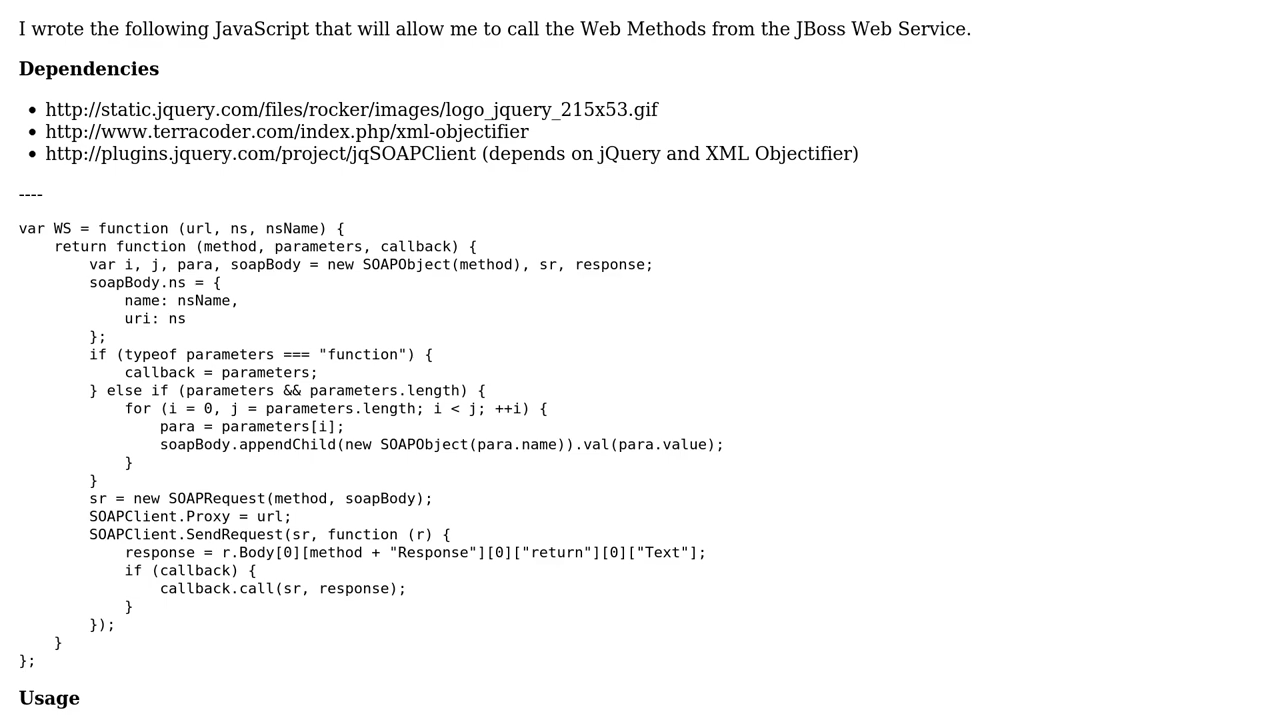 I wrote the following JavaScript that will allow me to call the Web Methods from the JBoss Web Service.
Dependencies
• http://static.jquery.com/files/rocker/images/logo_jquery_215x53.gif
• http://www.terracoder.com/index.php/xml-objectifier
• http://plugins.jquery.com/project/jqSOAPClient (depends on jQuery and XML Objectifier)
----
var WS = function (url, ns, nsName) {
    return function (method, parameters, callback) {
        var i, j, para, soapBody = new SOAPObject(method), sr, response;
        soapBody.ns = {
            name: nsName,
            uri: ns
        };
        if (typeof parameters === "function") {
            callback = parameters;
        } else if (parameters && parameters.length) {
            for (i = 0, j = parameters.length; i < j; ++i) {
                para = parameters[i];
                soapBody.appendChild(new SOAPObject(para.name)).val(para.value);
            }
        }
        sr = new SOAPRequest(method, soapBody);
        SOAPClient.Proxy = url;
        SOAPClient.SendRequest(sr, function (r) {
            response = r.Body[0][method + "Response"][0]["return"][0]["Text"];
            if (callback) {
                callback.call(sr, response);
            }
        });
    }
};
Usage